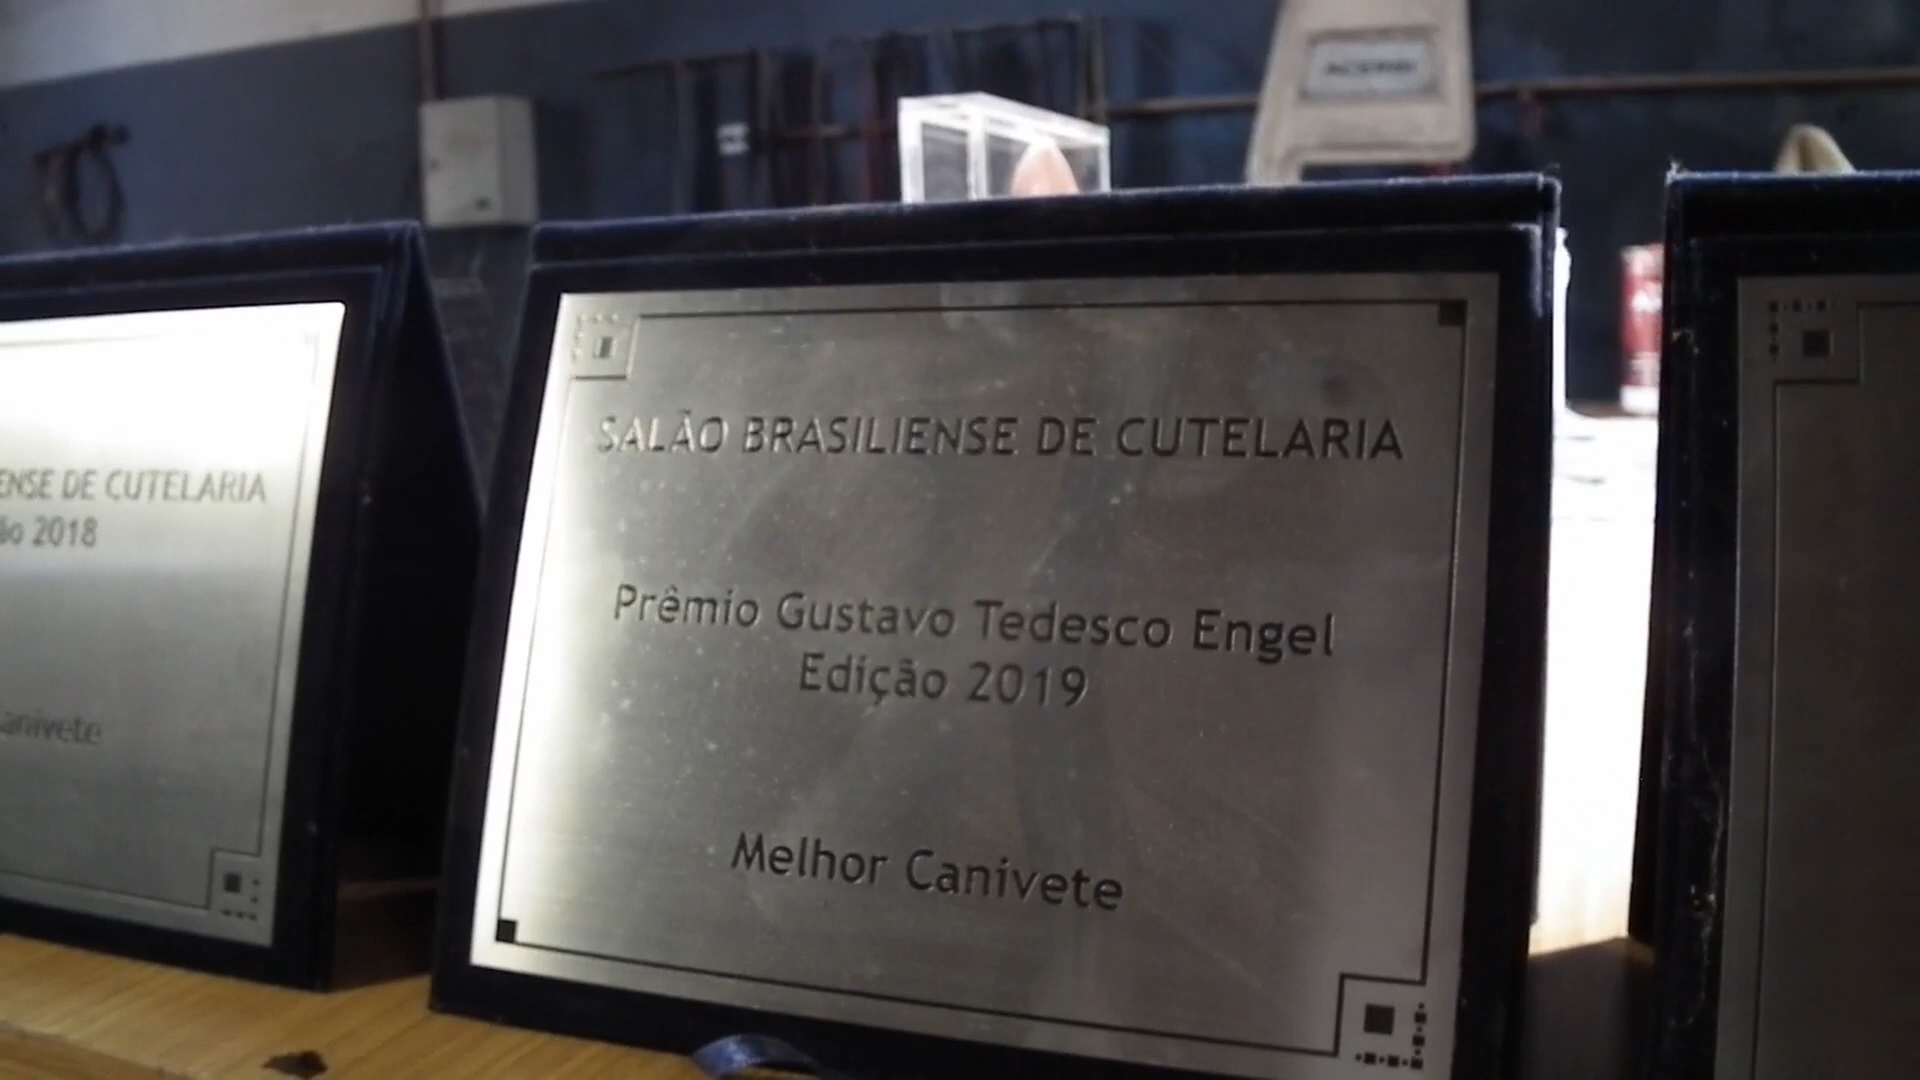 SALÃO BRASILIENSE DE CUTELARIA
Prêmio Gustavo Tedesco Engel
Edição 2019
Melhor Canivete
ENSE DE CUTELARIA
ão 2018
anivete